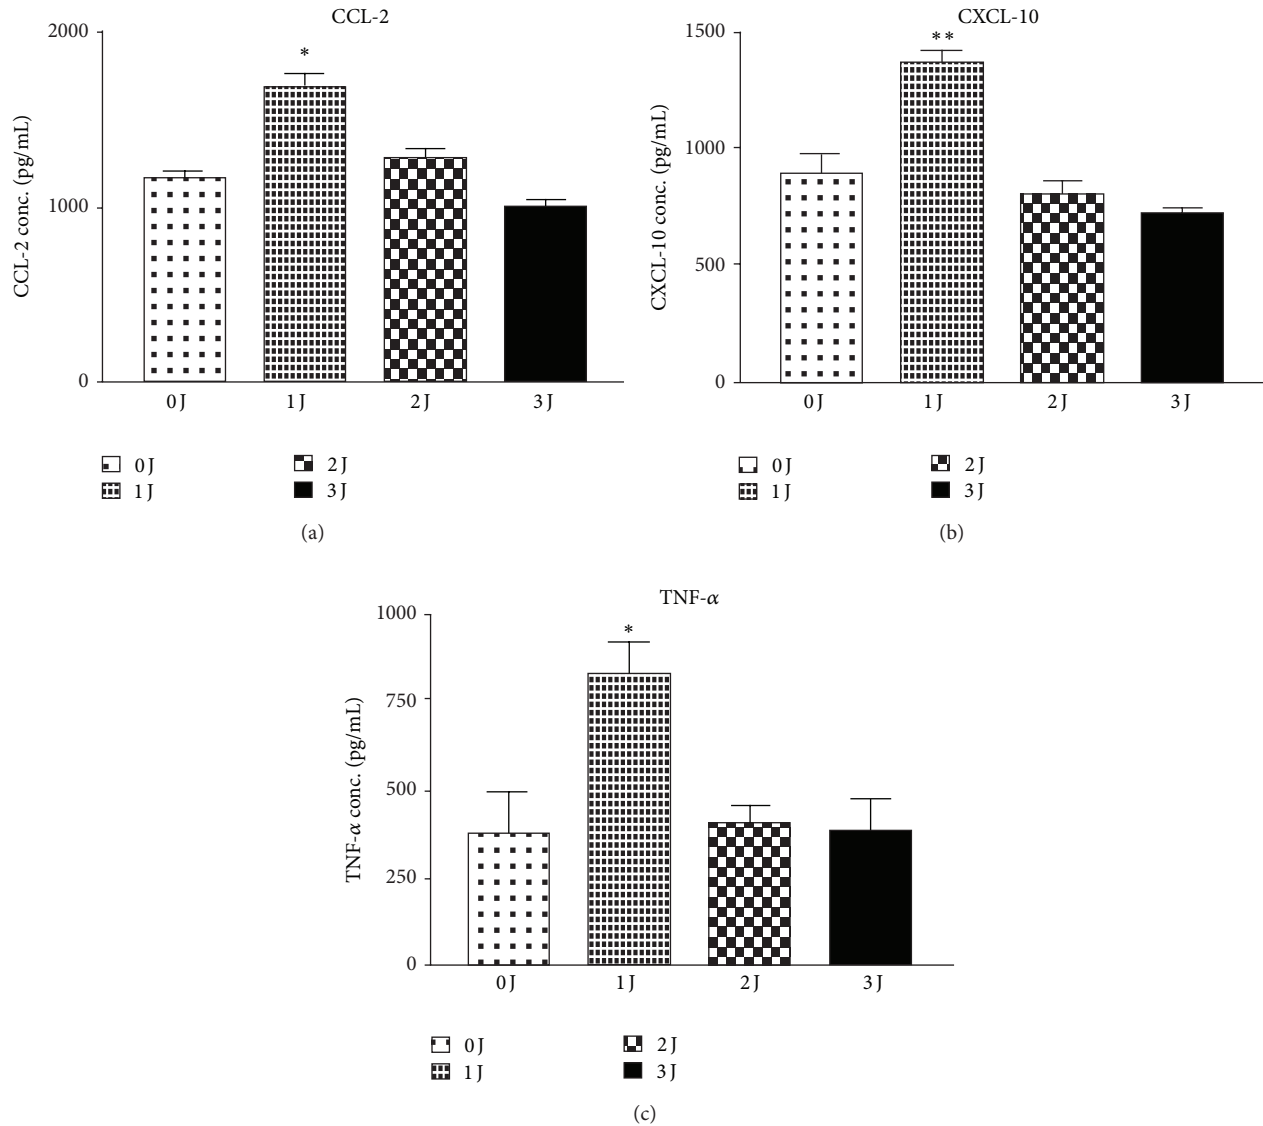 CCL-2
CCL-2 conc. (pg/mL)
2000
1000
0
*
0 J
1 J
2 J
3 J
0 J
2 J
1 J
3 J
(a)
CXCL-10
CXCL-10 conc. (pg/mL)
1500
1000
500
0
**
0 J
1 J
2 J
3 J
0 J
2 J
1 J
3 J
(b)
TNF-α
TNF-α conc. (pg/mL)
1000
750
500
250
0
*
0 J
1 J
2 J
3 J
0 J
2 J
1 J
3 J
(c)